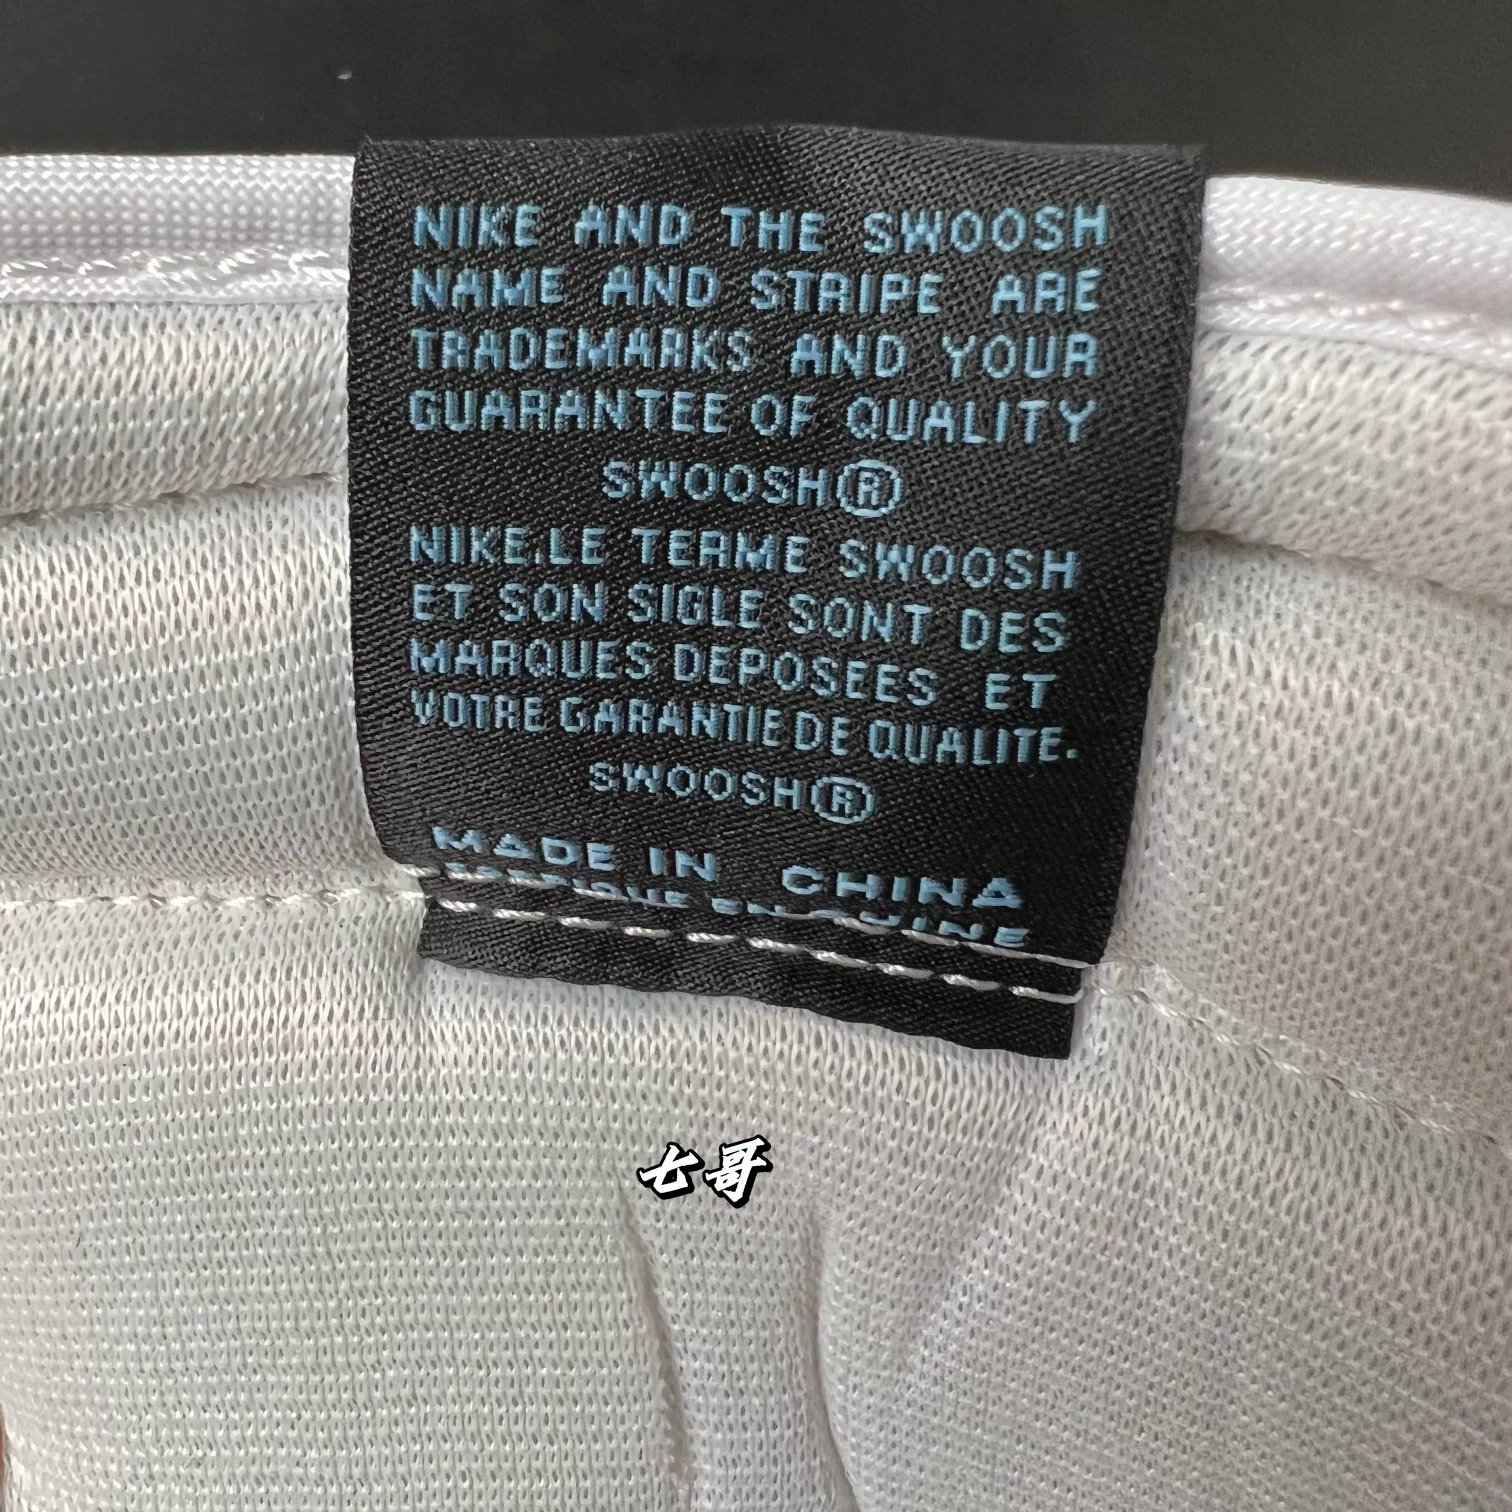 NIKE AND THE SWOOSH
NAME AND STRIPE ARE
TRADEMARKS AND YOUR
GUARANTEE OF QUALITY
SWOOSH®
NIKE.LE TERME SWOOSH
ET SON SIGLE SONT DES
MARQUES DEPOSEES ET
VOTRE GARANTIE DE QUALITE.
SWOOSH®
MADE IN CHINA
七哥